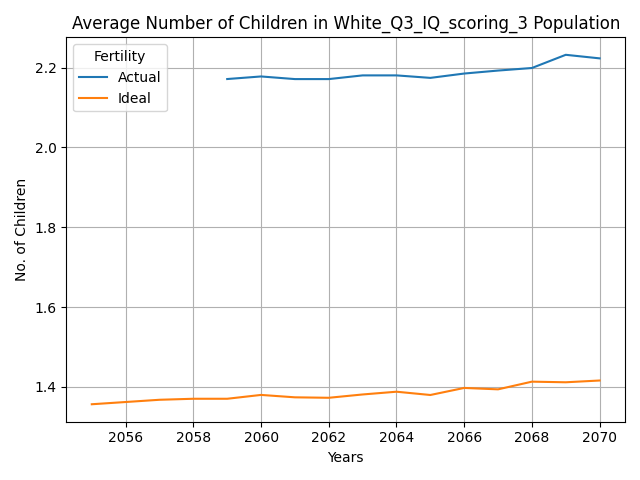 Average Number of Children in White_Q3_IQ_scoring_3 Population
Fertility
Actual
Ideal
2.2
2.0
1.8
1.6
1.4
No. of Children
2056 2058 2060 2062 2064 2066 2068 2070
Years